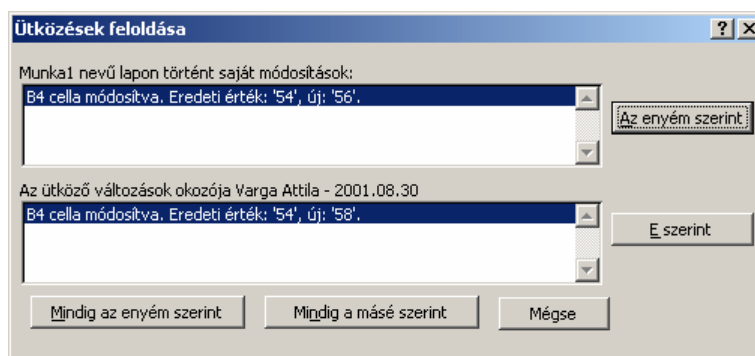 Ütközések feloldása
Munka1 nevű lapon történt saját módosítások:
B4 cella módosítva. Eredeti érték: '54', új: '56'.
Az enyém szerint
Az ütköző változások okozója Varga Attila - 2001.08.30
B4 cella módosítva. Eredeti érték: '54', új: '58'.
E szerint
Mindig az enyém szerint
Mindig a másé szerint
Mégse